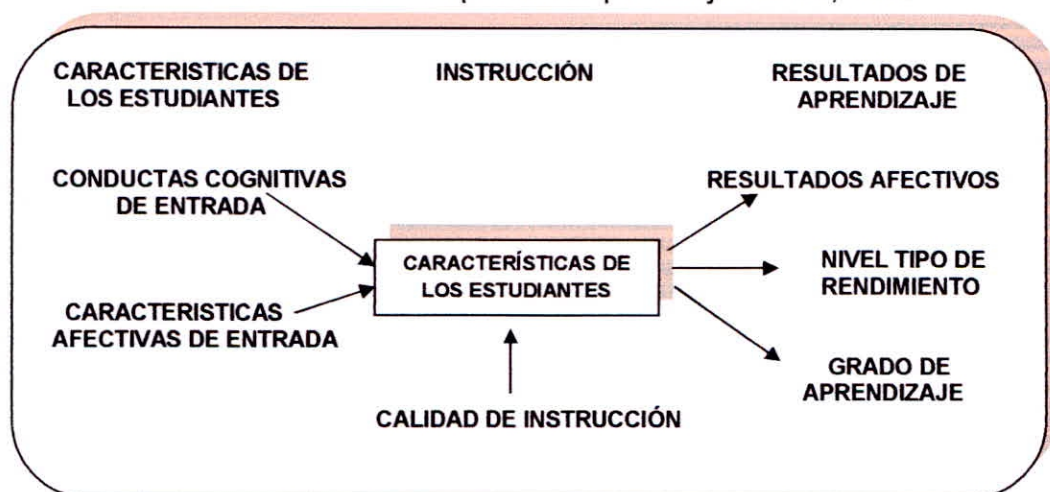 CARACTERISTICAS DE
LOS ESTUDIANTES
INSTRUCCIÓN
RESULTADOS DE
APRENDIZAJE
CONDUCTAS COGNITIVAS
DE ENTRADA
RESULTADOS AFECTIVOS
CARACTERÍSTICAS DE
LOS ESTUDIANTES
NIVEL TIPO DE
RENDIMIENTO
CARACTERISTICAS
AFECTIVAS DE ENTRADA
GRADO DE
APRENDIZAJE
CALIDAD DE INSTRUCCIÓN